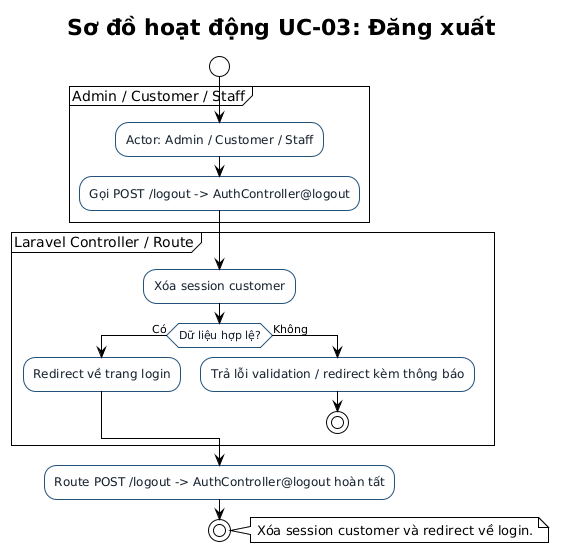 Sơ đồ hoạt động UC-03: Đăng xuất
Admin / Customer / Staff
Actor: Admin / Customer / Staff
Gọi POST /logout -> AuthController@logout
Laravel Controller / Route
Xóa session customer
Có
Dữ liệu hợp lệ?
Không
Redirect về trang login
Trả lỗi validation / redirect kèm thông báo
Route POST /logout -> AuthController@logout hoàn tất
Xóa session customer và redirect về login.